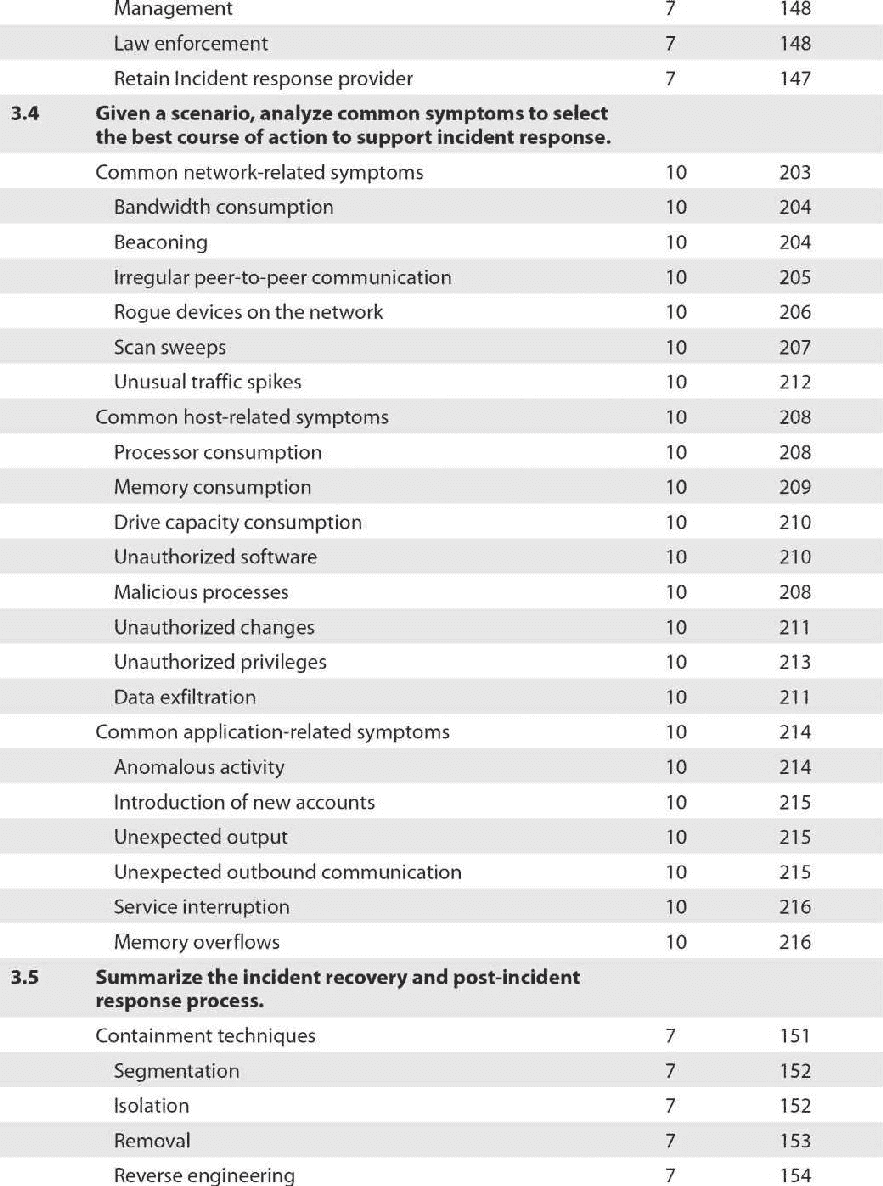 Management 7 148
Law enforcement 7 148
Retain Incident response provider 7 147
3.4 Given a scenario, analyze common symptoms to select
the best course of action to support incident response.
Common network-related symptoms 10 203
Bandwidth consumption 10 204
Beaconing 10 204
Irregular peer-to-peer communication 10 205
Rogue devices on the network 10 206
Scan sweeps 10 207
Unusual traffic spikes 10 212
Common host-related symptoms 10 208
Processor consumption 10 208
Memory consumption 10 209
Drive capacity consumption 10 210
Unauthorized software 10 210
Malicious processes 10 208
Unauthorized changes 10 211
Unauthorized privileges 10 213
Data exfiltration 10 211
Common application-related symptoms 10 214
Anomalous activity 10 214
Introduction of new accounts 10 215
Unexpected output 10 215
Unexpected outbound communication 10 215
Service interruption 10 216
Memory overflows 10 216
3.5 Summarize the incident recovery and post-incident
response process.
Containment techniques 7 151
Segmentation 7 152
Isolation 7 152
Removal 7 153
Reverse engineering 7 154